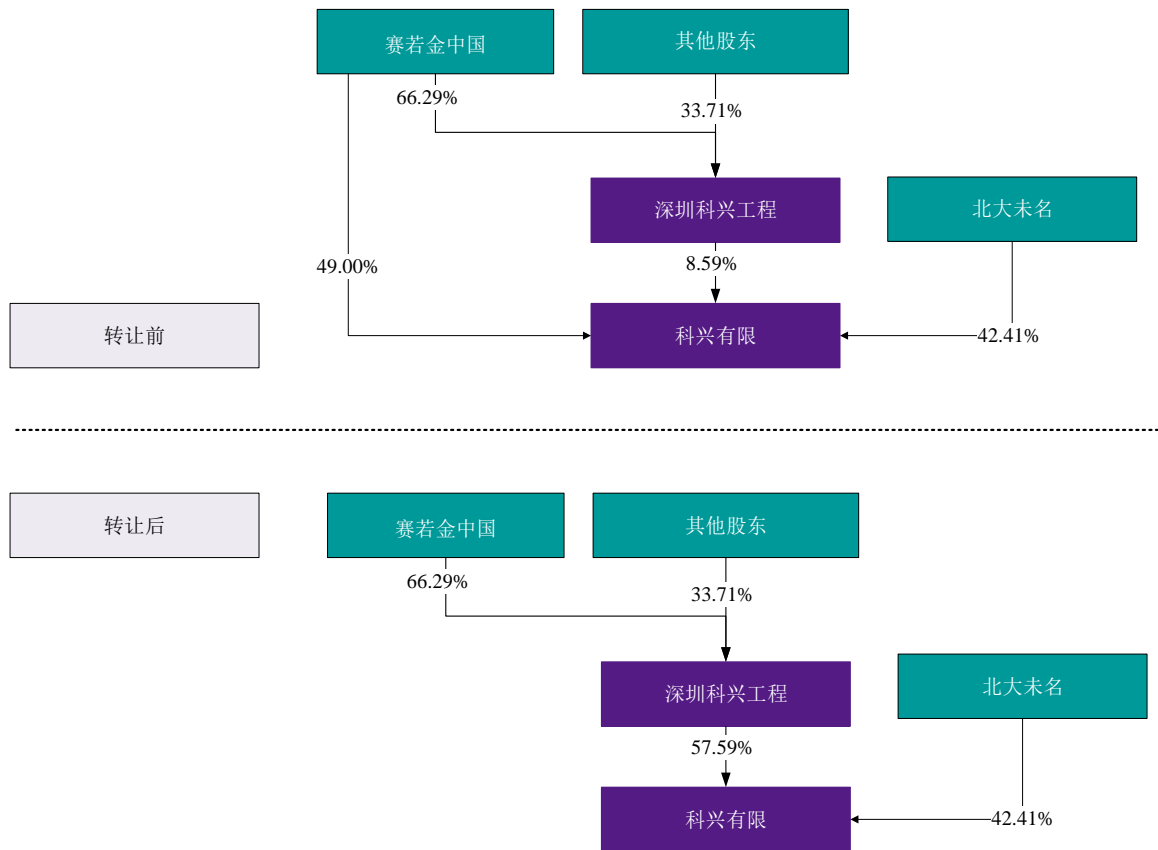 赛若金中国
其他股东
66.29%
33.71%
深圳科兴工程
北大未名
49.00%
8.59%
转让前
科兴有限
42.41%
转让后
赛若金中国
其他股东
66.29%
33.71%
深圳科兴工程
北大未名
57.59%
科兴有限
42.41%